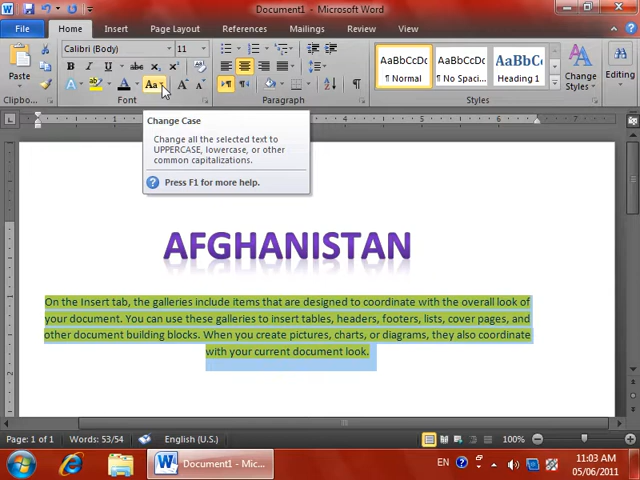 Document1 - Microsoft Word
File Home Insert Page Layout References Mailings Review View
Calibri (Body) 11
Paste
B I U abc x₂ x²
A ab A Aa A A
AaBbCcDc AaBbCcDc AaBbCc
¶ Normal ¶ No Spaci... Heading 1
Change Styles
Editing
Clipbo... Font Paragraph Styles
Change Case
Change all the selected text to
UPPERCASE, lowercase, or other
common capitalizations.
Press F1 for more help.
AFGHANISTAN
On the Insert tab, the galleries include items that are designed to coordinate with the overall look of
your document. You can use these galleries to insert tables, headers, footers, lists, cover pages, and
other document building blocks. When you create pictures, charts, or diagrams, they also coordinate
with your current document look.
Page: 1 of 1 Words: 53/54 English (U.S.) 100%
Document1 - Mic... EN 11:03 AM
05/06/2011